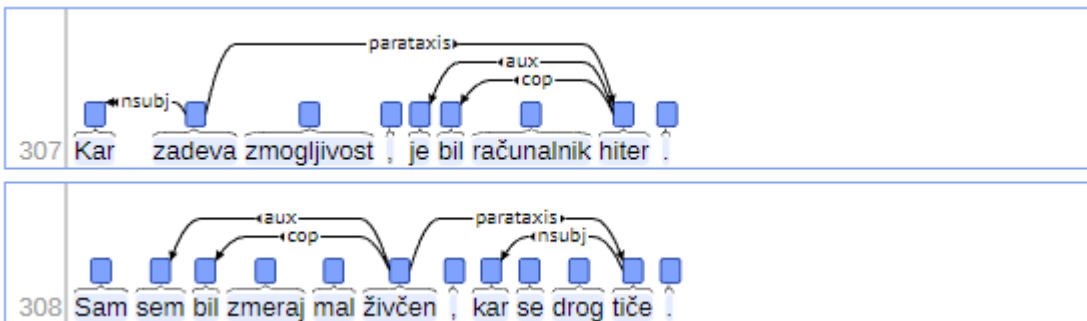 parataxis
aux
cop
nsubj
307 Kar zadeva zmogljivost , je bil računalnik hiter .
aux parataxis
cop nsubj
308 Sam sem bil zmeraj mal živčen , kar se drog tiče .